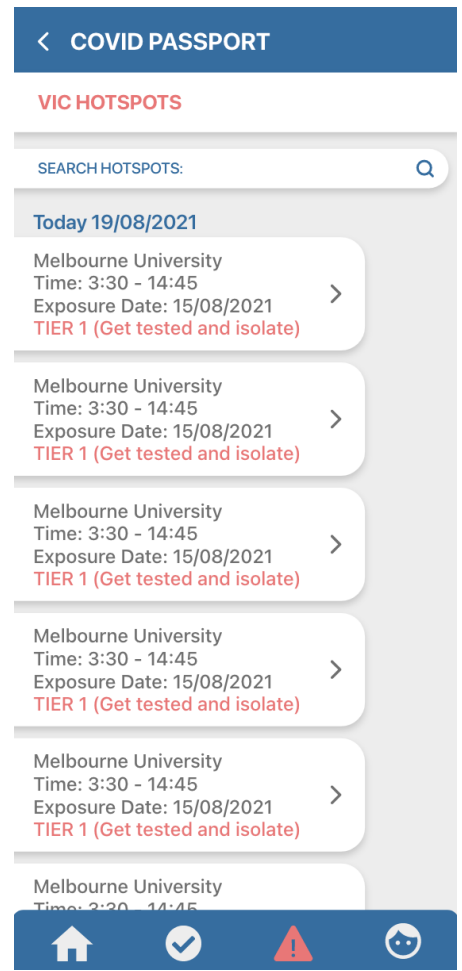 COVID PASSPORT
VIC HOTSPOTS
SEARCH HOTSPOTS:
Today 19/08/2021
Melbourne University
Time: 3:30 - 14:45
Exposure Date: 15/08/2021
TIER 1 (Get tested and isolate)
Melbourne University
Time: 3:30 - 14:45
Exposure Date: 15/08/2021
TIER 1 (Get tested and isolate)
Melbourne University
Time: 3:30 - 14:45
Exposure Date: 15/08/2021
TIER 1 (Get tested and isolate)
Melbourne University
Time: 3:30 - 14:45
Exposure Date: 15/08/2021
TIER 1 (Get tested and isolate)
Melbourne University
Time: 3:30 - 14:45
Exposure Date: 15/08/2021
TIER 1 (Get tested and isolate)
Melbourne University
Time: 3:30 - 14:45